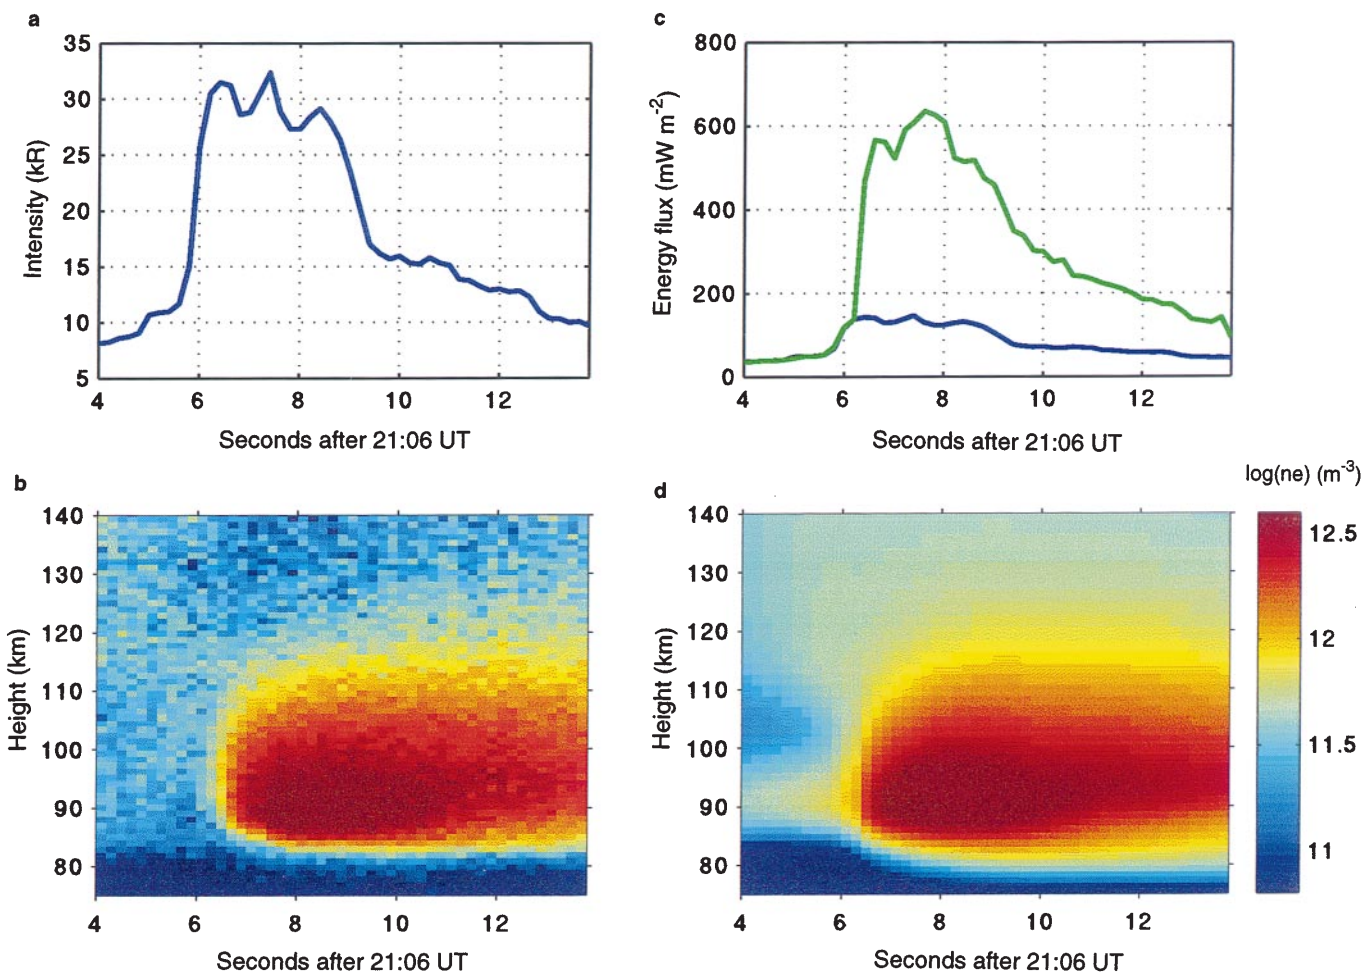 a
35
30
25
20
15
10
5
Intensity (kR)
4 6 8 10 12
Seconds after 21:06 UT
c
800
600
400
200
0
Energy flux (mW m-2)
4 6 8 10 12
Seconds after 21:06 UT
b
140
130
120
110
100
90
80
Height (km)
4 6 8 10 12
Seconds after 21:06 UT
d
140
130
120
110
100
90
80
Height (km)
4 6 8 10 12
Seconds after 21:06 UT
log(ne) (m-3)
12.5
12
11.5
11